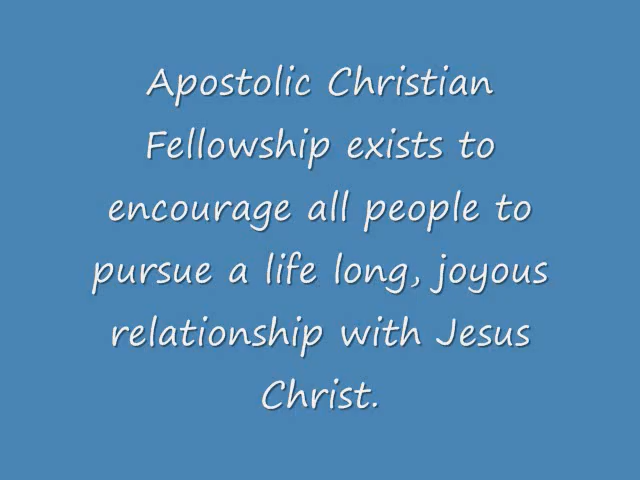 Apostolic Christian
Fellowship exists to
encourage all people to
pursue a life long, joyous
relationship with Jesus
Christ.